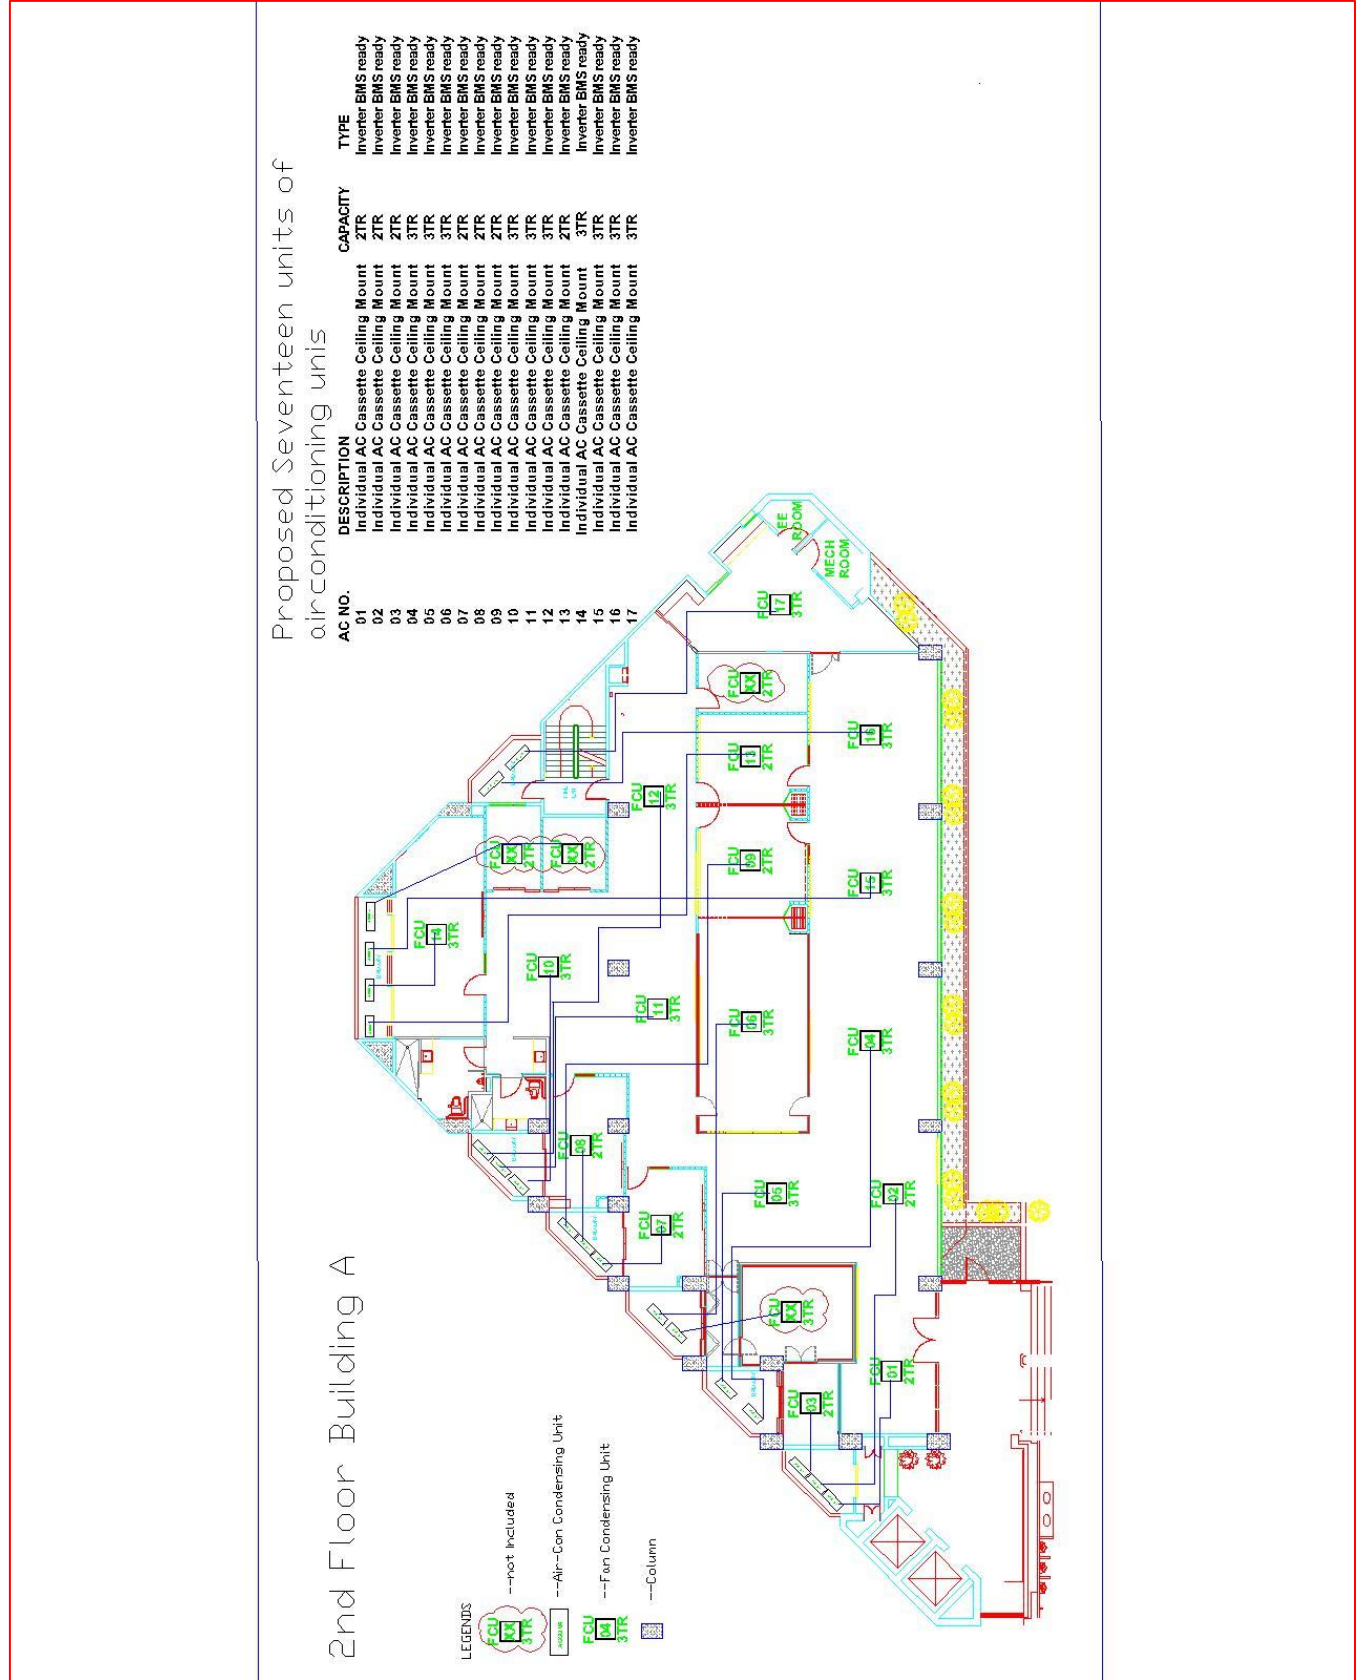 Proposed Seventeen units of
airconditioning unis
AC NO. DESCRIPTION CAPACITY TYPE
01 Individual AC Cassette Ceiling Mount 2TR Inverter BMS ready
02 Individual AC Cassette Ceiling Mount 2TR Inverter BMS ready
03 Individual AC Cassette Ceiling Mount 2TR Inverter BMS ready
04 Individual AC Cassette Ceiling Mount 3TR Inverter BMS ready
05 Individual AC Cassette Ceiling Mount 3TR Inverter BMS ready
06 Individual AC Cassette Ceiling Mount 3TR Inverter BMS ready
07 Individual AC Cassette Ceiling Mount 2TR Inverter BMS ready
08 Individual AC Cassette Ceiling Mount 2TR Inverter BMS ready
09 Individual AC Cassette Ceiling Mount 2TR Inverter BMS ready
10 Individual AC Cassette Ceiling Mount 3TR Inverter BMS ready
11 Individual AC Cassette Ceiling Mount 3TR Inverter BMS ready
12 Individual AC Cassette Ceiling Mount 3TR Inverter BMS ready
13 Individual AC Cassette Ceiling Mount 2TR Inverter BMS ready
14 Individual AC Cassette Ceiling Mount 3TR Inverter BMS ready
15 Individual AC Cassette Ceiling Mount 3TR Inverter BMS ready
16 Individual AC Cassette Ceiling Mount 3TR Inverter BMS ready
17 Individual AC Cassette Ceiling Mount 3TR Inverter BMS ready
2nd Floor Building A
LEGENDS
FCU
XX
3TR
--not Included
--Air-Con Condensing Unit
FCU
04
3TR
--Fan Condensing Unit
--Column
FCU
14
3TR
FCU
XX
2TR
FCU
XX
2TR
FCU
10
3TR
FCU
08
2TR
FCU
12
3TR
FCU
11
3TR
FCU
07
2TR
FCU
XX
2TR
FCU
13
2TR
FCU
09
2TR
FCU
06
3TR
FCU
05
3TR
FCU
17
3TR
EE
ROOM
MECH
ROOM
FCU
XX
3TR
FCU
03
2TR
FCU
16
3TR
FCU
15
3TR
FCU
04
3TR
FCU
02
2TR
FCU
01
2TR